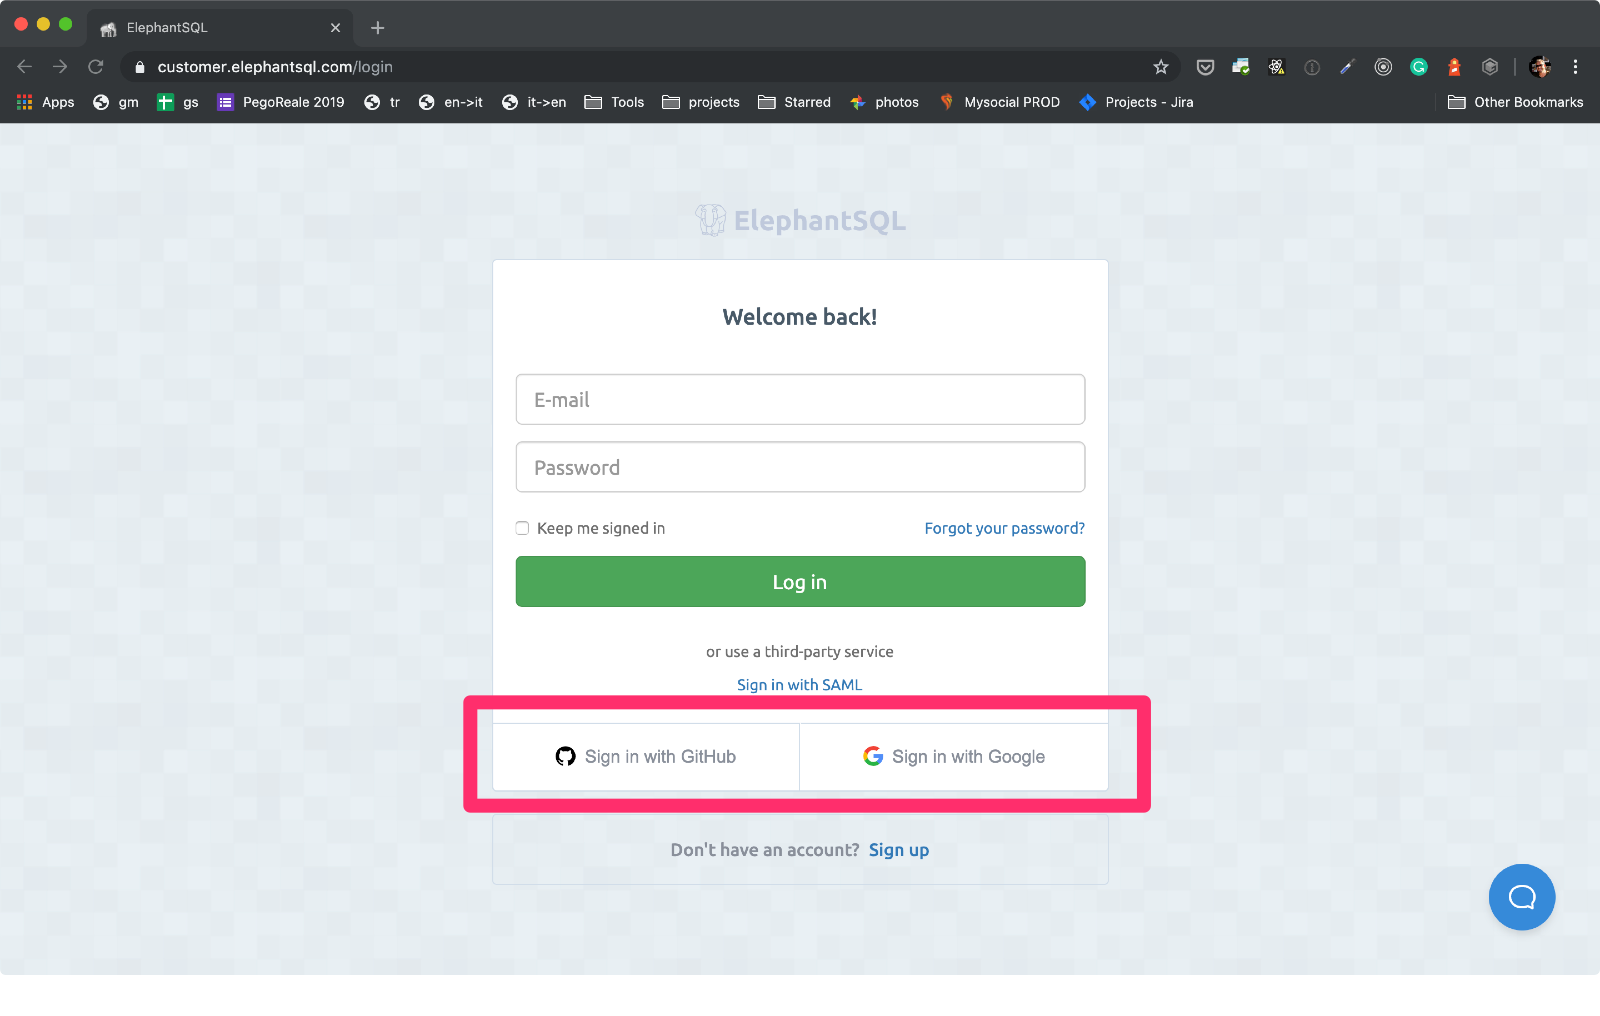 ElephantSQL
customer.elephantsql.com/login
Apps gm gs PegoReale 2019 tr en->it it->en Tools projects Starred photos Mysocial PROD Projects - Jira Other Bookmarks
ElephantSQL
Welcome back!
E-mail
Password
Keep me signed in Forgot your password?
Log in
or use a third-party service
Sign in with SAML
Sign in with GitHub Sign in with Google
Don't have an account? Sign up